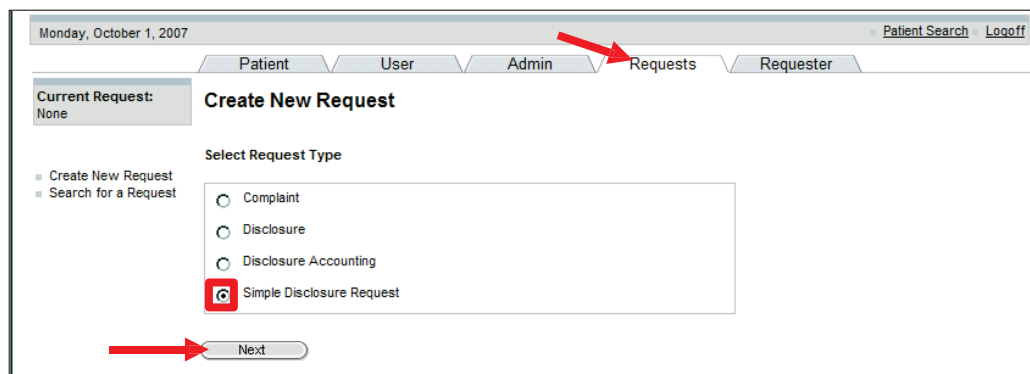 Monday, October 1, 2007
Patient Search Logoff
Patient User Admin Requests Requester
Current Request:
None
Create New Request
Select Request Type
Create New Request
Search for a Request
Complaint
Disclosure
Disclosure Accounting
Simple Disclosure Request
Next